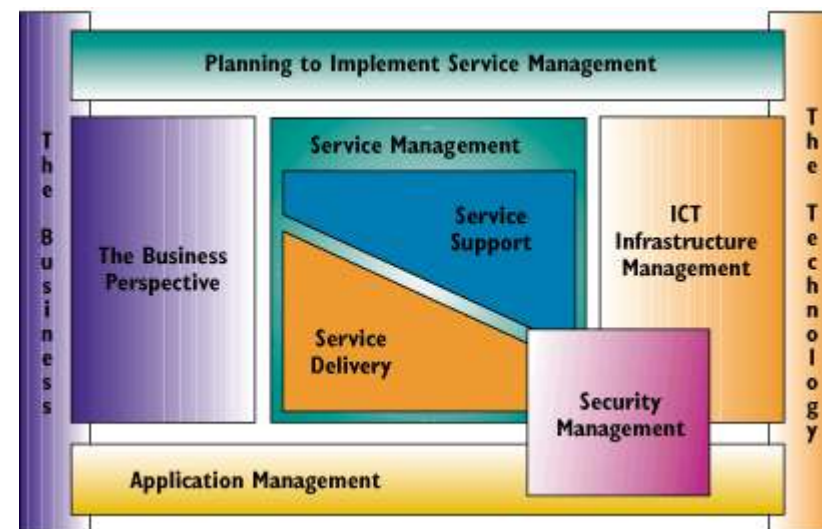 Planning to Implement Service Management
The Business
The Business
Perspective
Service Management
Service
Support
Service
Delivery
ICT
Infrastructure
Management
Security
Management
The Technology
Application Management